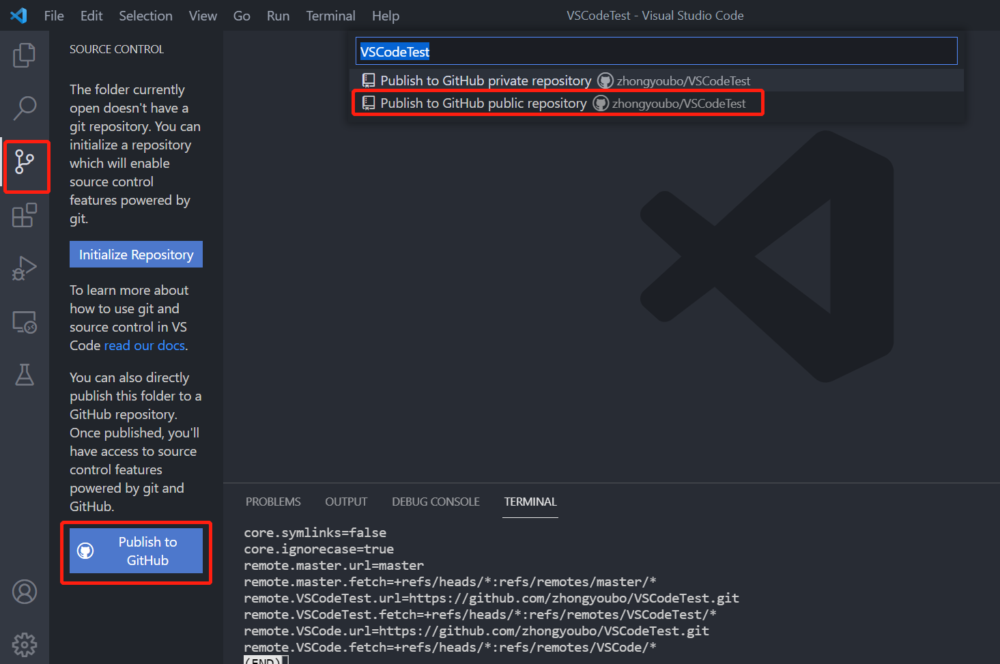 File Edit Selection View Go Run Terminal Help
VSCodeTest - Visual Studio Code
SOURCE CONTROL
The folder currently
open doesn't have a
git repository. You can
initialize a repository
which will enable
source control
features powered by
git.
Initialize Repository
To learn more about
how to use git and
source control in VS
Code read our docs.
You can also directly
publish this folder to a
GitHub repository.
Once published, you'll
have access to source
control features
powered by git and
GitHub.
Publish to
GitHub
VSCodeTest
Publish to GitHub private repository zhongyoubo/VSCodeTest
Publish to GitHub public repository zhongyoubo/VSCodeTest
PROBLEMS OUTPUT DEBUG CONSOLE TERMINAL
core.symlinks=false
core.ignorecase=true
remote.master.url=master
remote.master.fetch=+refs/heads/*:refs/remotes/master/*
remote.VSCodeTest.url=https://github.com/zhongyoubo/VSCodeTest.git
remote.VSCodeTest.fetch=+refs/heads/*:refs/remotes/VSCodeTest/*
remote.VSCode.url=https://github.com/zhongyoubo/VSCodeTest.git
remote.VSCode.fetch=+refs/heads/*:refs/remotes/VSCode/*
(END)